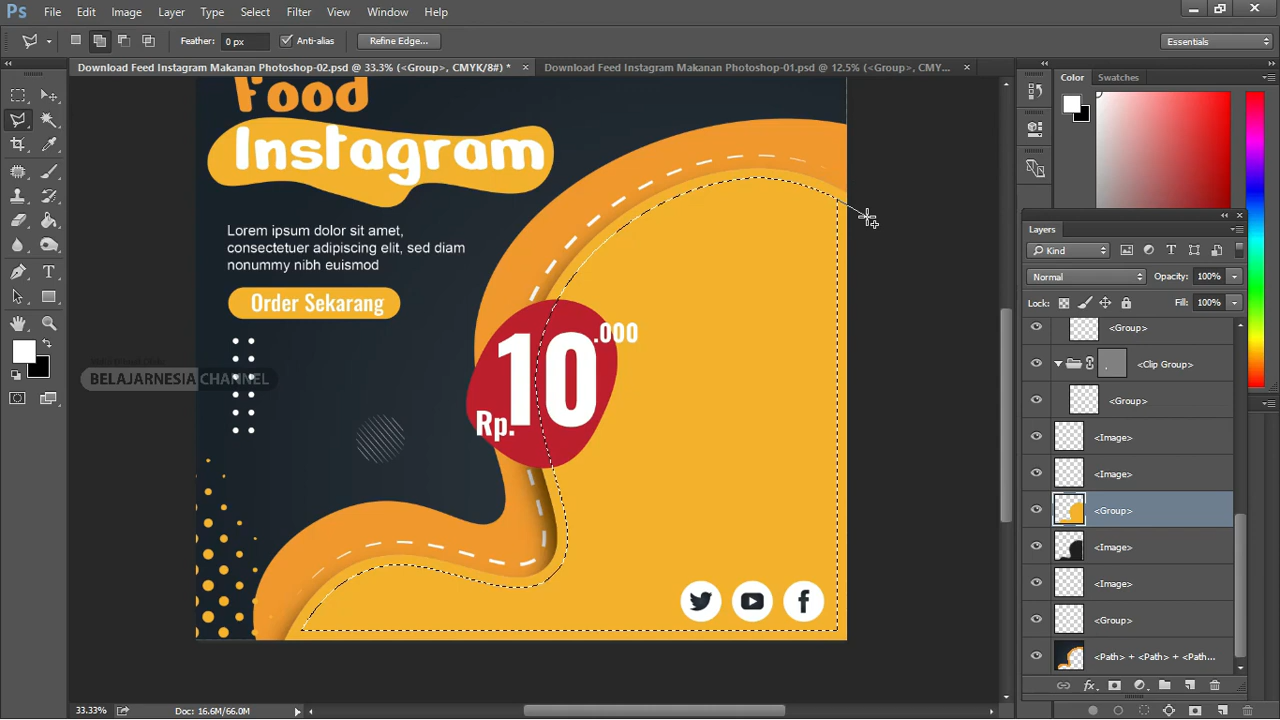 Ps File Edit Image Layer Type Select Filter View Window Help
Feather: 0 px Anti-alias Refine Edge... Essentials
Download Feed Instagram Makanan Photoshop-02.psd @ 33.3% (<Group>, CMYK/8#) * × Download Feed Instagram Makanan Photoshop-01.psd @ 12.5% (<Group>, CMY... ×
Color Swatches
Food
Instagram
Lorem ipsum dolor sit amet,
consectetuer adipiscing elit, sed diam
nonummy nibh euismod
Order Sekarang
BELAJARNESIA CHANNEL
Rp. 10 .000
Layers
Kind
Normal Opacity: 100%
Lock: Fill: 100%
<Group>
<Clip Group>
<Group>
<Image>
<Image>
<Group>
<Image>
<Image>
<Group>
<Path> + <Path> + <Path...
fx
33.33% Doc: 16.6M/66.0M